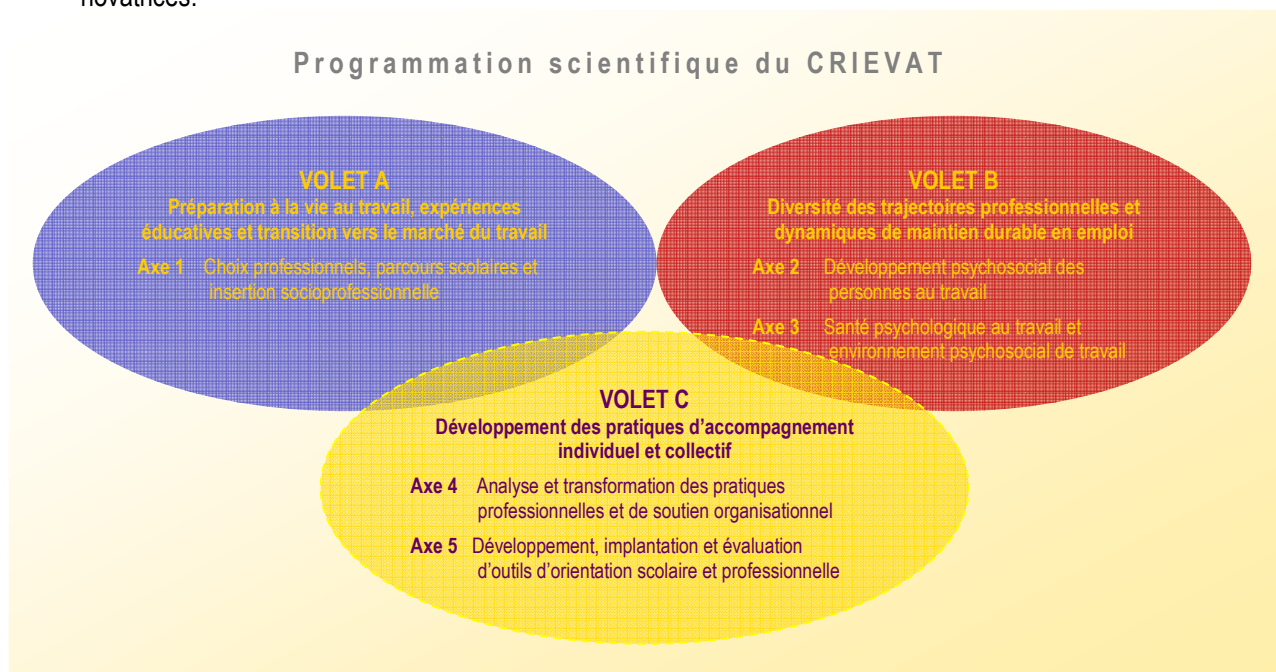 novatrices.
Programmation scientifique du CRIEVAT
VOLET A
Préparation à la vie au travail, expériences
éducatives et transition vers le marché du travail
Axe 1 Choix professionnels, parcours scolaires et
insertion socioprofessionnelle
VOLET B
Diversité des trajectoires professionnelles et
dynamiques de maintien durable en emploi
Axe 2 Développement psychosocial des
personnes au travail
Axe 3 Santé psychologique au travail et
environnement psychosocial de travail
VOLET C
Développement des pratiques d’accompagnement
individuel et collectif
Axe 4 Analyse et transformation des pratiques
professionnelles et de soutien organisationnel
Axe 5 Développement, implantation et évaluation
d’outils d’orientation scolaire et professionnelle